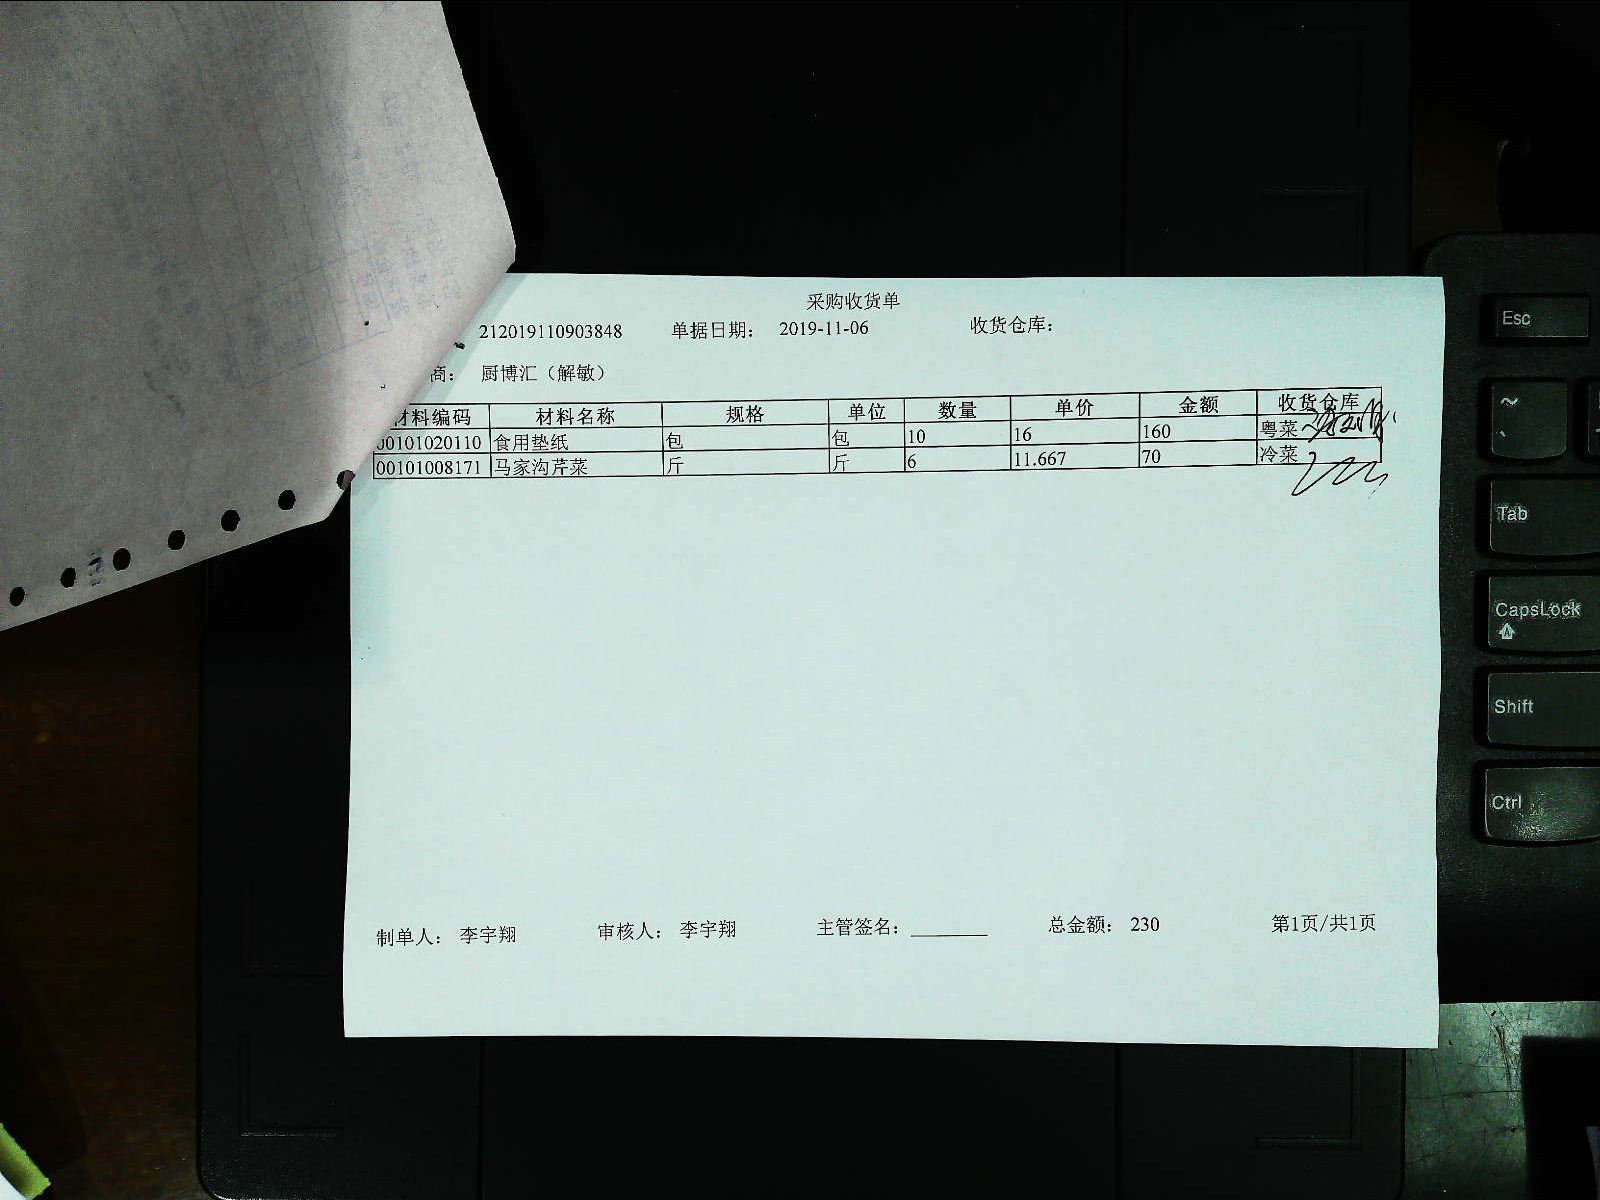 采购收货单
212019110903848 单据日期： 2019-11-06 收货仓库：
商： 厨博汇（解敏）
材料编码 材料名称 规格 单位 数量 单价 金额 收货仓库
00101020110 食用垫纸 包 包 10 16 160 粤菜
00101008171 马家沟芹菜 斤 斤 6 11.667 70 冷菜
制单人： 李宇翔 审核人： 李宇翔 主管签名： 总金额： 230 第1页/共1页
Esc
~
Tab
CapsLock
A
Shift
Ctrl